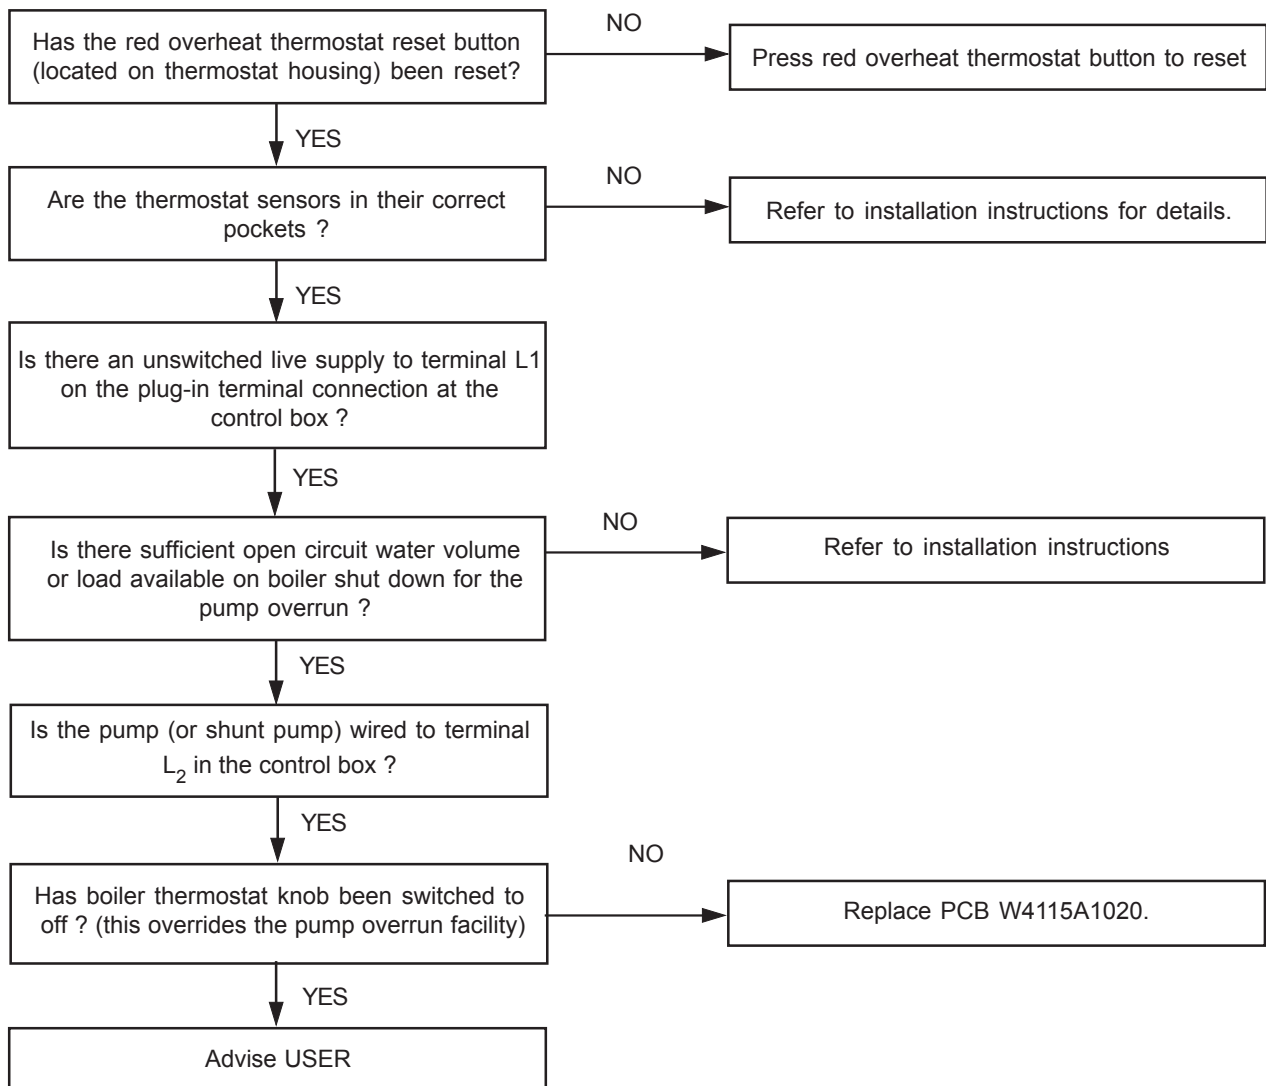 Has the red overheat thermostat reset button
(located on thermostat housing) been reset?
NO
Press red overheat thermostat button to reset
YES
Are the thermostat sensors in their correct
pockets ?
NO
Refer to installation instructions for details.
YES
Is there an unswitched live supply to terminal L1
on the plug-in terminal connection at the
control box ?
YES
Is there sufficient open circuit water volume
or load available on boiler shut down for the
pump overrun ?
NO
Refer to installation instructions
YES
Is the pump (or shunt pump) wired to terminal
L2 in the control box ?
YES
Has boiler thermostat knob been switched to
off ? (this overrides the pump overrun facility)
NO
Replace PCB W4115A1020.
YES
Advise USER